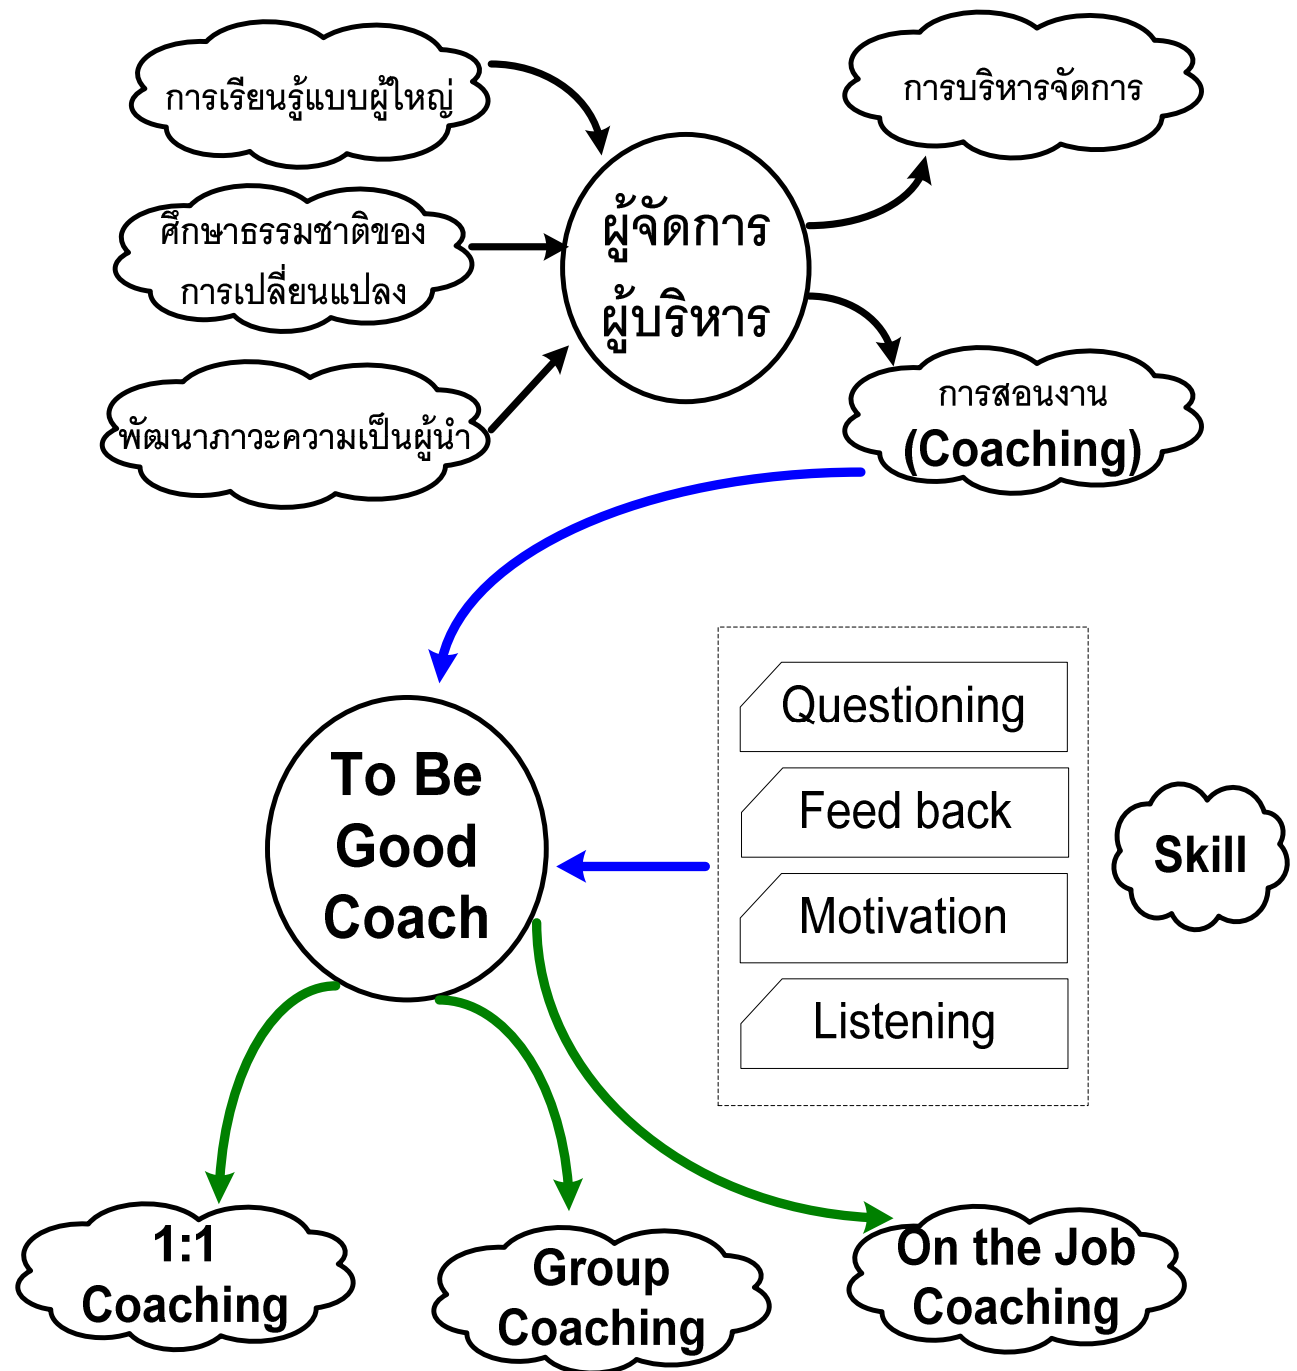 การเรียนรู้แบบผู้ใหญ่
ศึกษาธรรมชาติของ
การเปลี่ยนแปลง
พัฒนาภาวะความเป็นผู้นำ
ผู้จัดการ
ผู้บริหาร
การบริหารจัดการ
การสอนงาน
(Coaching)
To Be
Good
Coach
Questioning
Feed back
Motivation
Listening
Skill
1:1
Coaching
Group
Coaching
On the Job
Coaching